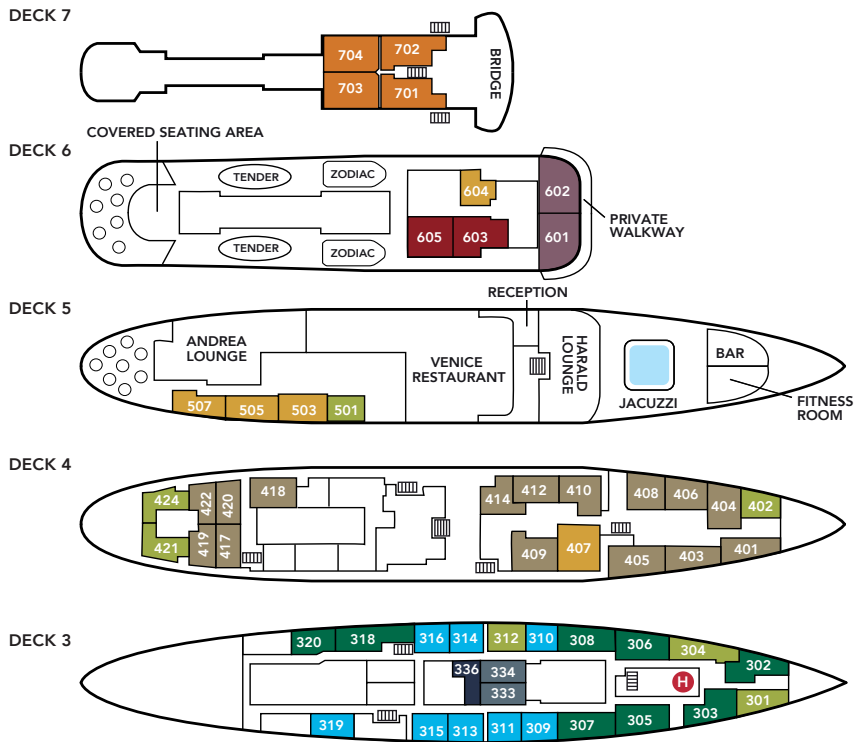 DECK 7
704
702
703
701
BRIDGE
COVERED SEATING AREA
DECK 6
TENDER
ZODIAC
604
602
605
603
601
TENDER
ZODIAC
PRIVATE
WALKWAY
RECEPTION
DECK 5
ANDREA
LOUNGE
VENICE
RESTAURANT
HARALD
LOUNGE
BAR
JACUZZI
FITNESS
ROOM
507
505
503
501
DECK 4
424
422
420
418
414
412
410
408
406
404
402
421
419
417
409
407
405
403
401
DECK 3
320
318
316
314
312
310
308
306
304
302
336
334
333
H
319
315
313
311
309
307
305
303
301